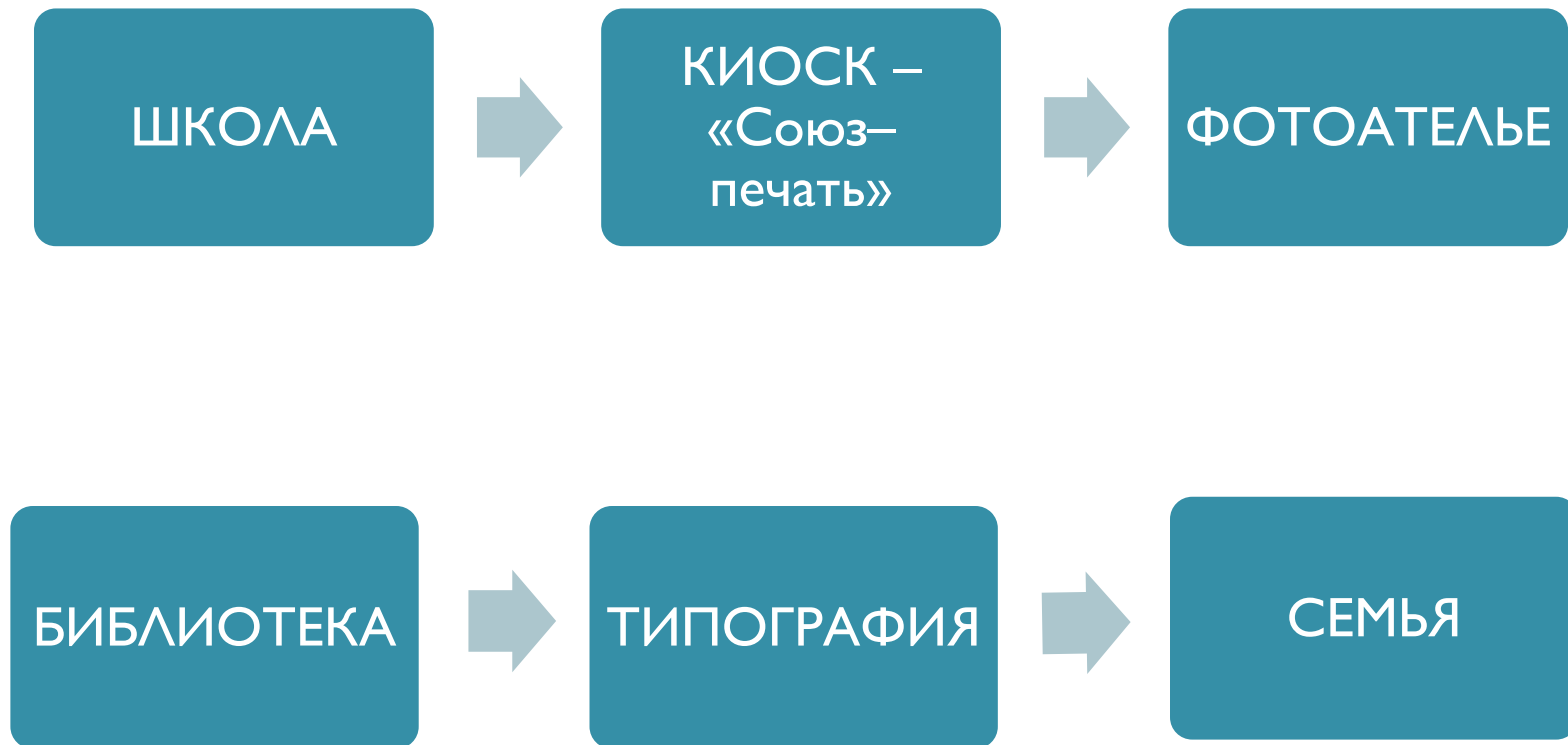 ШКОЛА
КИОСК –
«Союз–
печать»
ФОТОАТЕЛЬЕ
БИБЛИОТЕКА
ТИПОГРАФИЯ
СЕМЬЯ